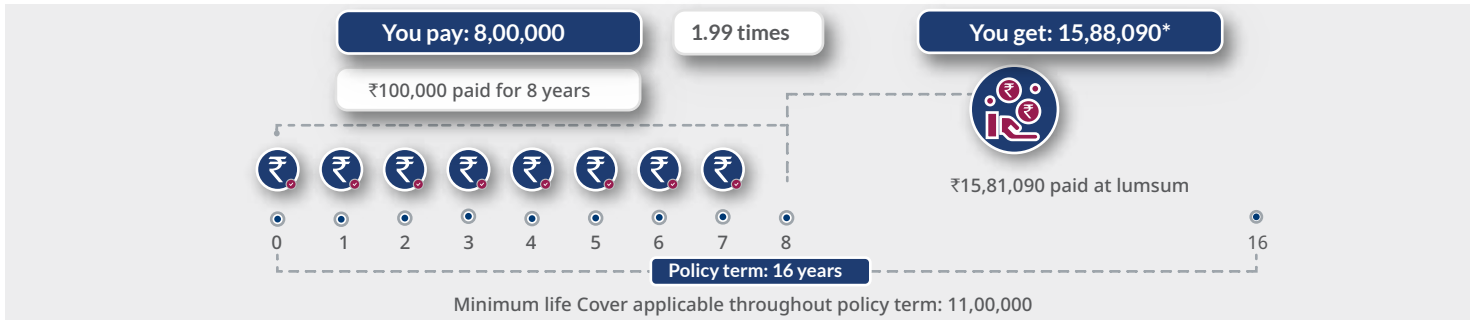 You pay: 8,00,000
1.99 times
You get: 15,88,090*
₹100,000 paid for 8 years
₹15,81,090 paid at lumsum
0 1 2 3 4 5 6 7 8 16
Policy term: 16 years
Minimum life Cover applicable throughout policy term: 11,00,000